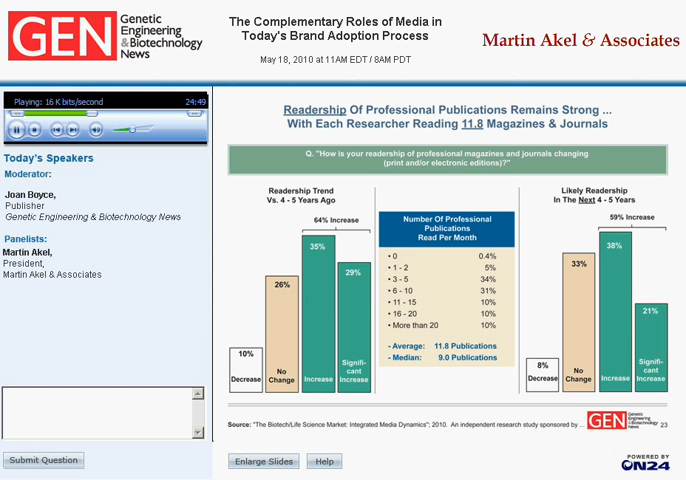 GEN Genetic
Engineering
& Biotechnology
News
The Complementary Roles of Media in
Today's Brand Adoption Process
May 18, 2010 at 11AM EDT / 8AM PDT
Martin Akel & Associates
Playing: 16 K bits/second 24:49
Today's Speakers
Moderator:
Joan Boyce,
Publisher
Genetic Engineering & Biotechnology News
Panelists:
Martin Akel,
President,
Martin Akel & Associates
Submit Question
Readership Of Professional Publications Remains Strong ...
With Each Researcher Reading 11.8 Magazines & Journals
Q. "How is your readership of professional magazines and journals changing
(print and/or electronic editions)?"
Readership Trend
Vs. 4 - 5 Years Ago
64% Increase
10%
Decrease
26%
No
Change
35%
Increase
29%
Signifi-
cant
Increase
Number Of Professional
Publications
Read Per Month
• 0 0.4%
• 1 - 2 5%
• 3 - 5 34%
• 6 - 10 31%
• 11 - 15 10%
• 16 - 20 10%
• More than 20 10%
- Average: 11.8 Publications
- Median: 9.0 Publications
Likely Readership
In The Next 4 - 5 Years
59% Increase
8%
Decrease
33%
No
Change
38%
Increase
21%
Signifi-
cant
Increase
Source: "The Biotech/Life Science Market: Integrated Media Dynamics"; 2010. An independent research study sponsored by ...
GEN Genetic
Engineering
& Biotechnology
News
23
Enlarge Slides
Help
POWERED BY
ON24